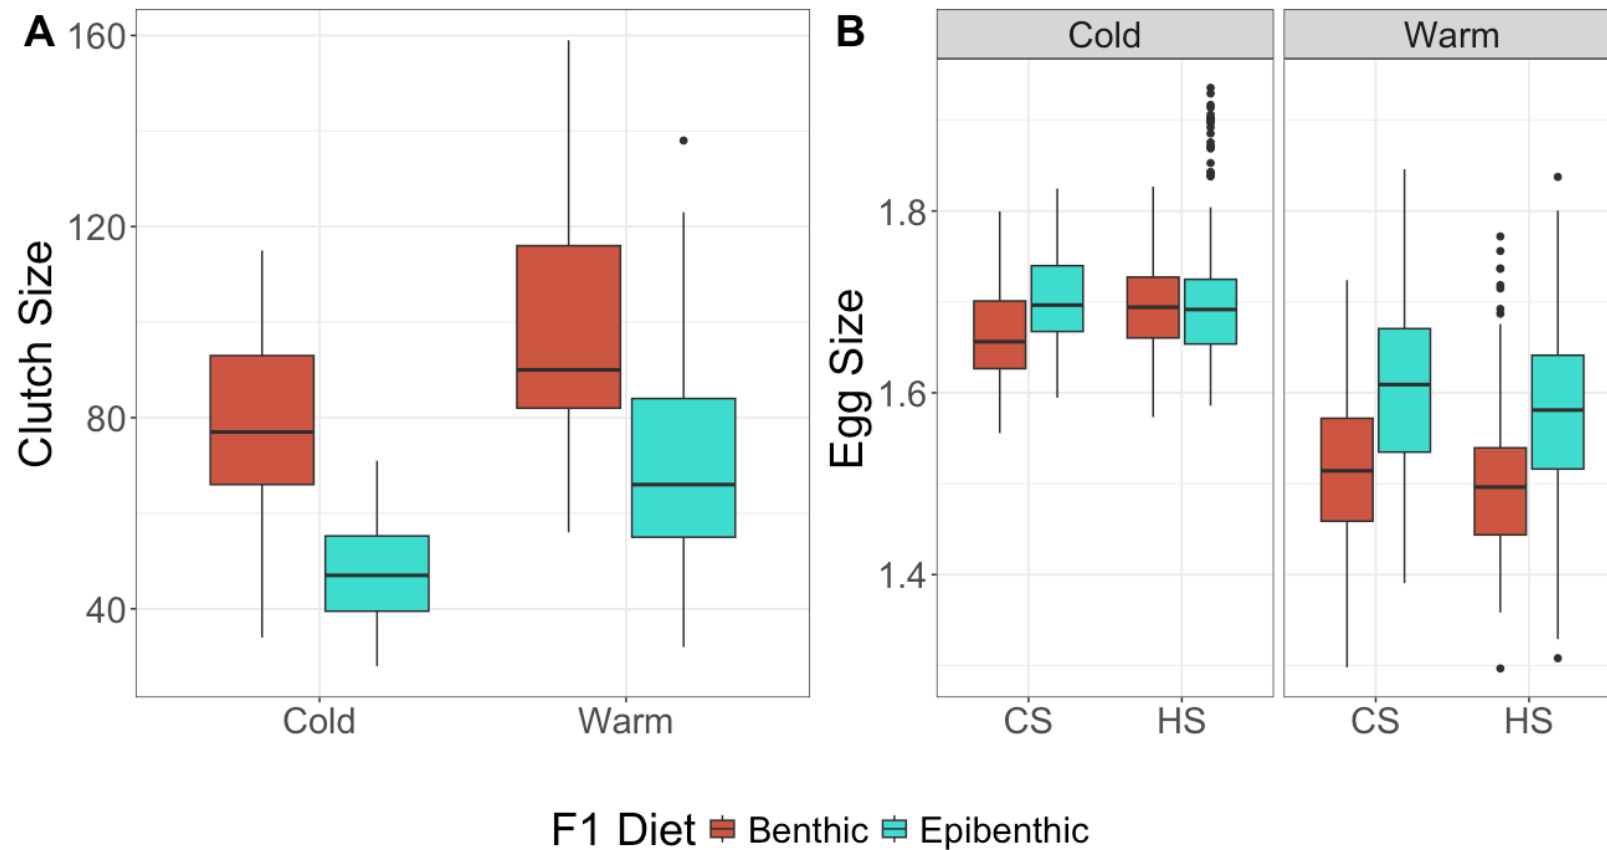 A
B
Cold
Warm
Clutch Size
160
120
80
40
Cold
Warm
Egg Size
1.8
1.6
1.4
CS
HS
CS
HS
F1 Diet
Benthic
Epibenthic